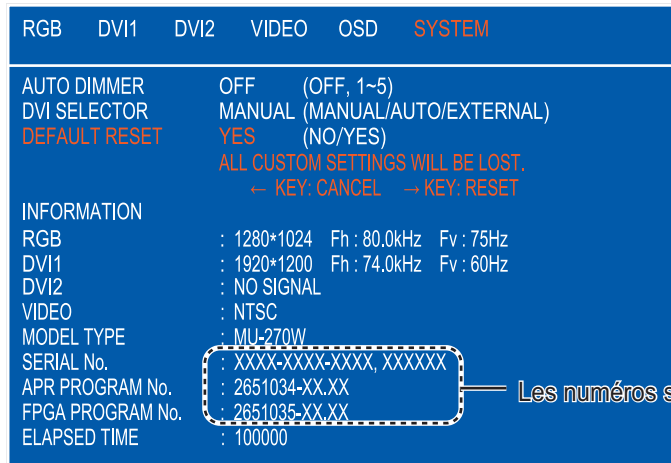 RGB DVI1 DVI2 VIDEO OSD SYSTEM
AUTO DIMMER OFF (OFF, 1~5)
DVI SELECTOR MANUAL (MANUAL/AUTO/EXTERNAL)
DEFAULT RESET YES (NO/YES)
ALL CUSTOM SETTINGS WILL BE LOST.
← KEY: CANCEL → KEY: RESET
INFORMATION
RGB : 1280*1024 Fh : 80.0kHz Fv : 75Hz
DVI1 : 1920*1200 Fh : 74.0kHz Fv : 60Hz
DVI2 : NO SIGNAL
VIDEO : NTSC
MODEL TYPE : MU-270W
SERIAL No. : XXXX-XXXX-XXXX, XXXXXX
APR PROGRAM No. : 2651034-XX.XX
Les numéros s
FPGA PROGRAM No. : 2651035-XX.XX
ELAPSED TIME : 100000